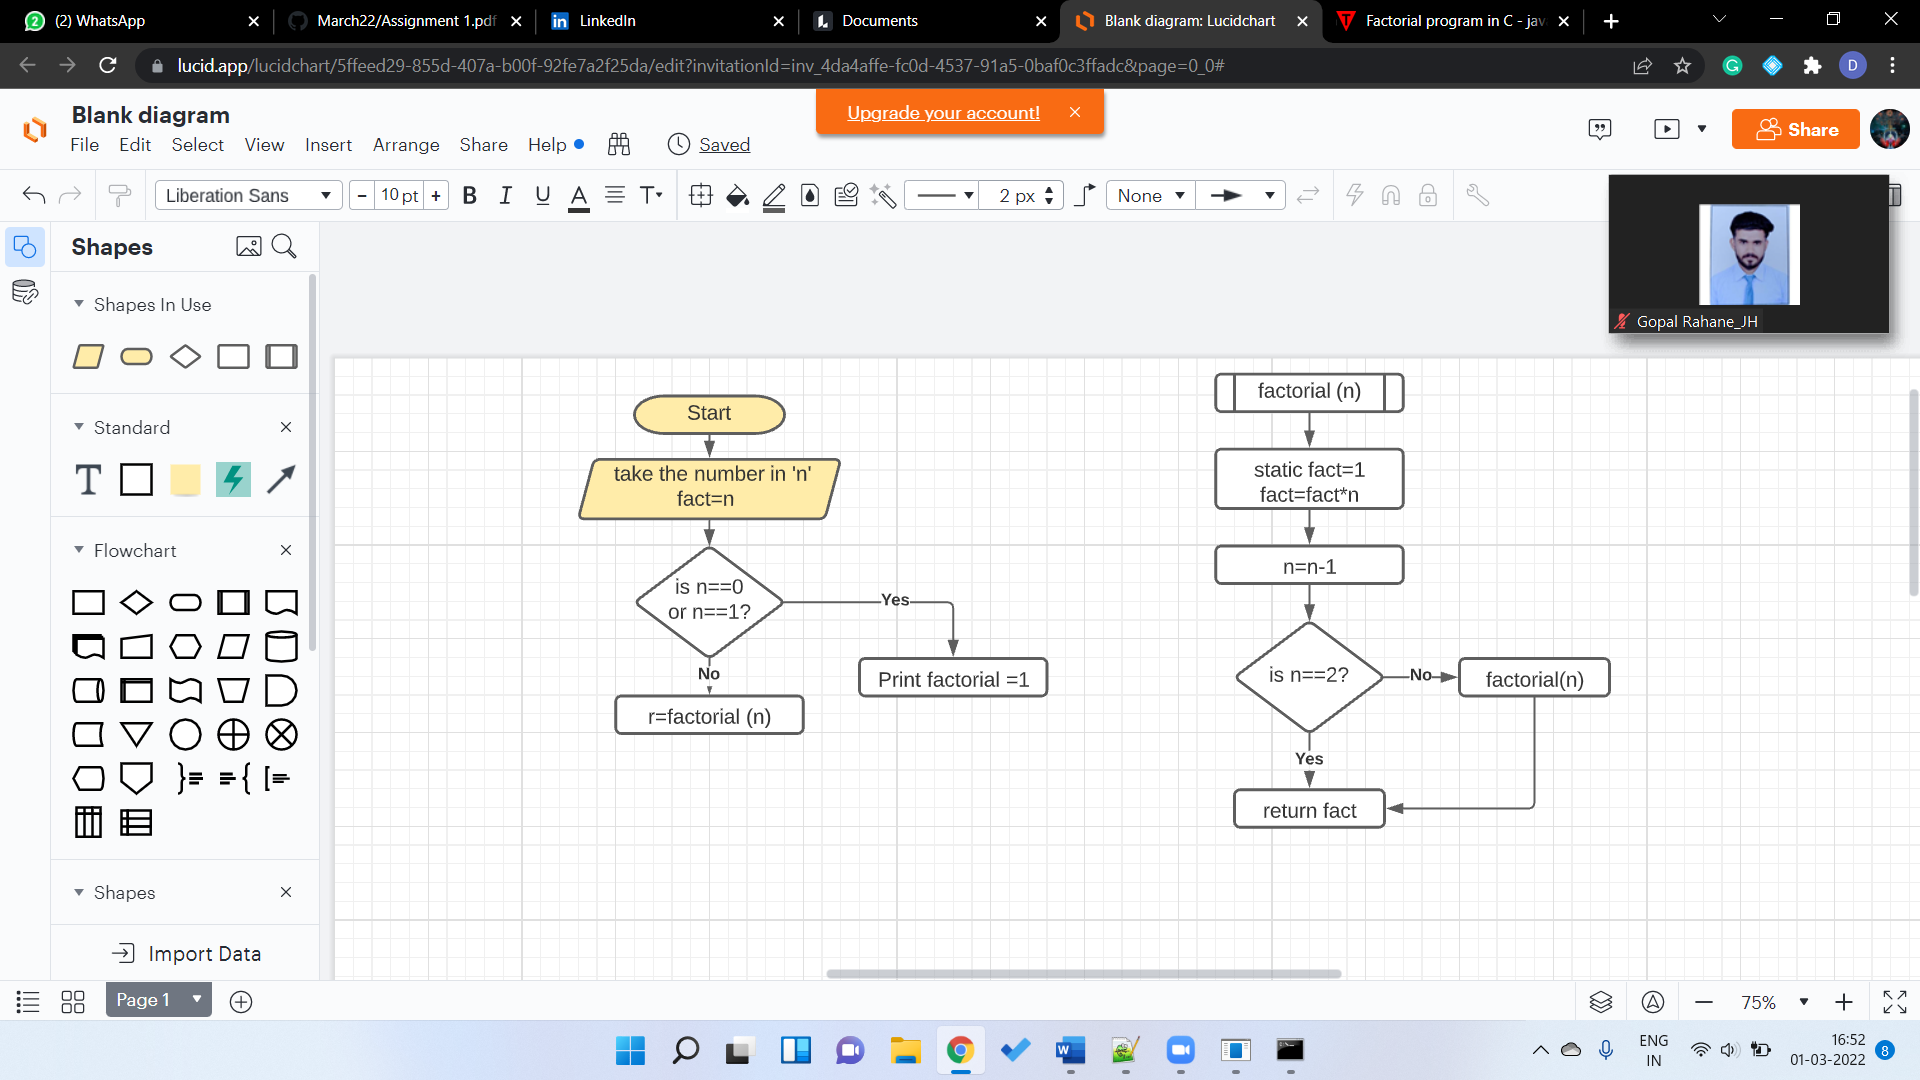 (2) WhatsApp
March22/Assignment 1.pdf
LinkedIn
Documents
Blank diagram: Lucidchart
Factorial program in C - jav
lucid.app/lucidchart/5ffeed29-855d-407a-b00f-92fe7a2f25da/edit?invitationId=inv_4da4affe-fc0d-4537-91a5-0baf0c3ffadc&page=0_0#
D
Blank diagram
Upgrade your account!
File Edit Select View Insert Arrange Share Help
Saved
Share
Liberation Sans
10 pt
B I U A T
2 px
None
Shapes
Gopal Rahane_JH
Shapes In Use
Standard
T
Flowchart
Shapes
Import Data
Start
take the number in 'n'
fact=n
is n==0
or n==1?
Yes
No
Print factorial =1
r=factorial (n)
factorial (n)
static fact=1
fact=fact*n
n=n-1
is n==2?
No
factorial(n)
Yes
return fact
Page 1
75%
ENG
IN
16:52
01-03-2022
8